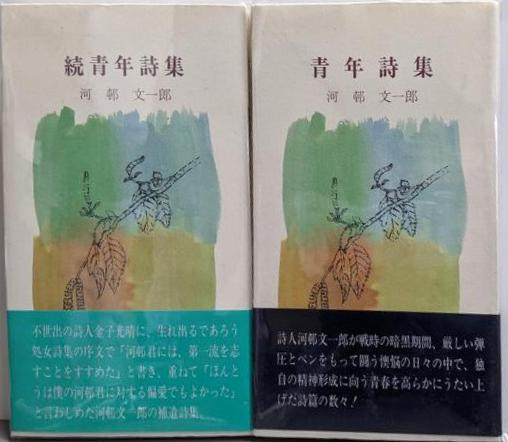 続青年詩集
河邨 文一郎
不世出の詩人金子光晴に、生れ出るであろう
処女詩集の序文で「河邨君には、第一流を志
すことをすすめた」と書き、重ねて「ほんと
うは僕の河邨君に対する偏愛でもよかった」
と言わしめた河邨文一郎の補遺詩集。
青年詩集
河邨 文一郎
詩人河邨文一郎が戦時の暗黒期間、厳しい弾
圧とペンをもって闘う懊悩の日々の中で、独
自の精神形成に向う青春を高らかにうたい上
げた詩篇の数々!